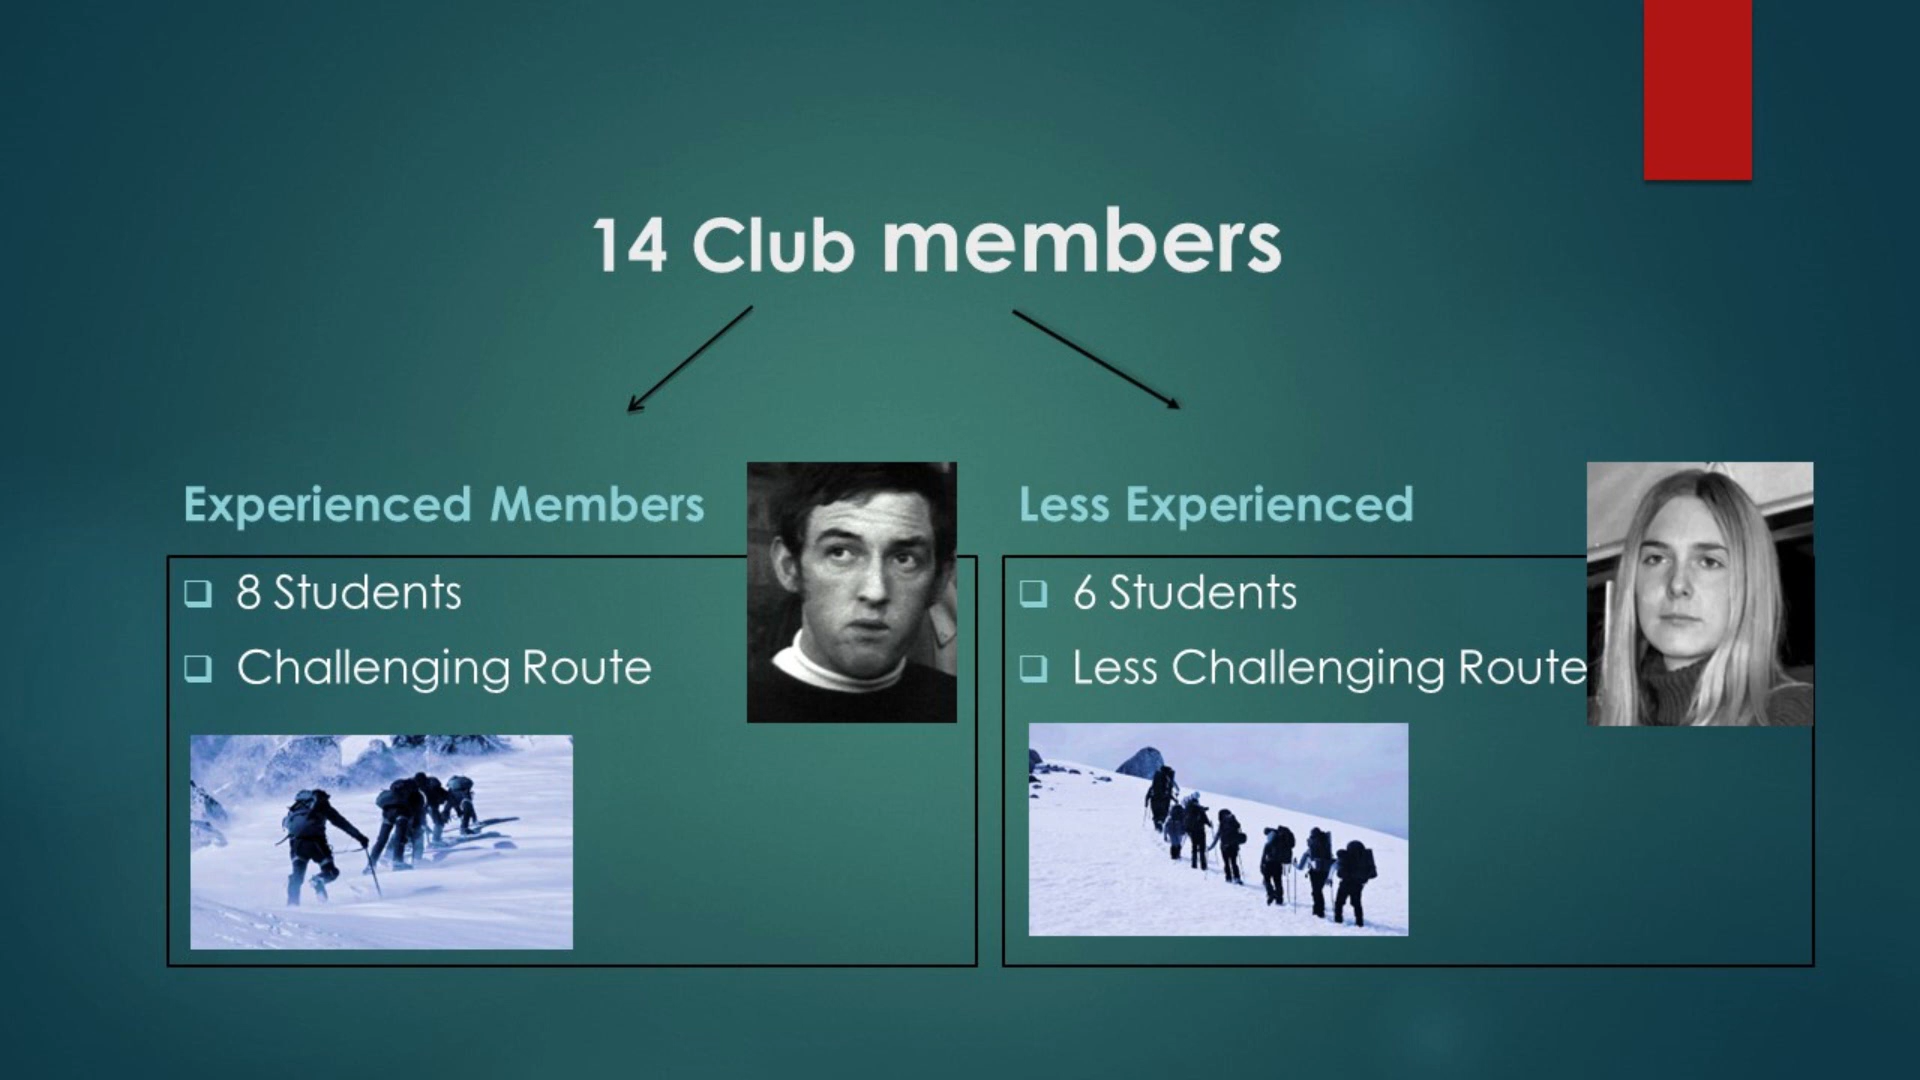 14 Club members
Experienced Members
8 Students
Challenging Route
Less Experienced
6 Students
Less Challenging Route